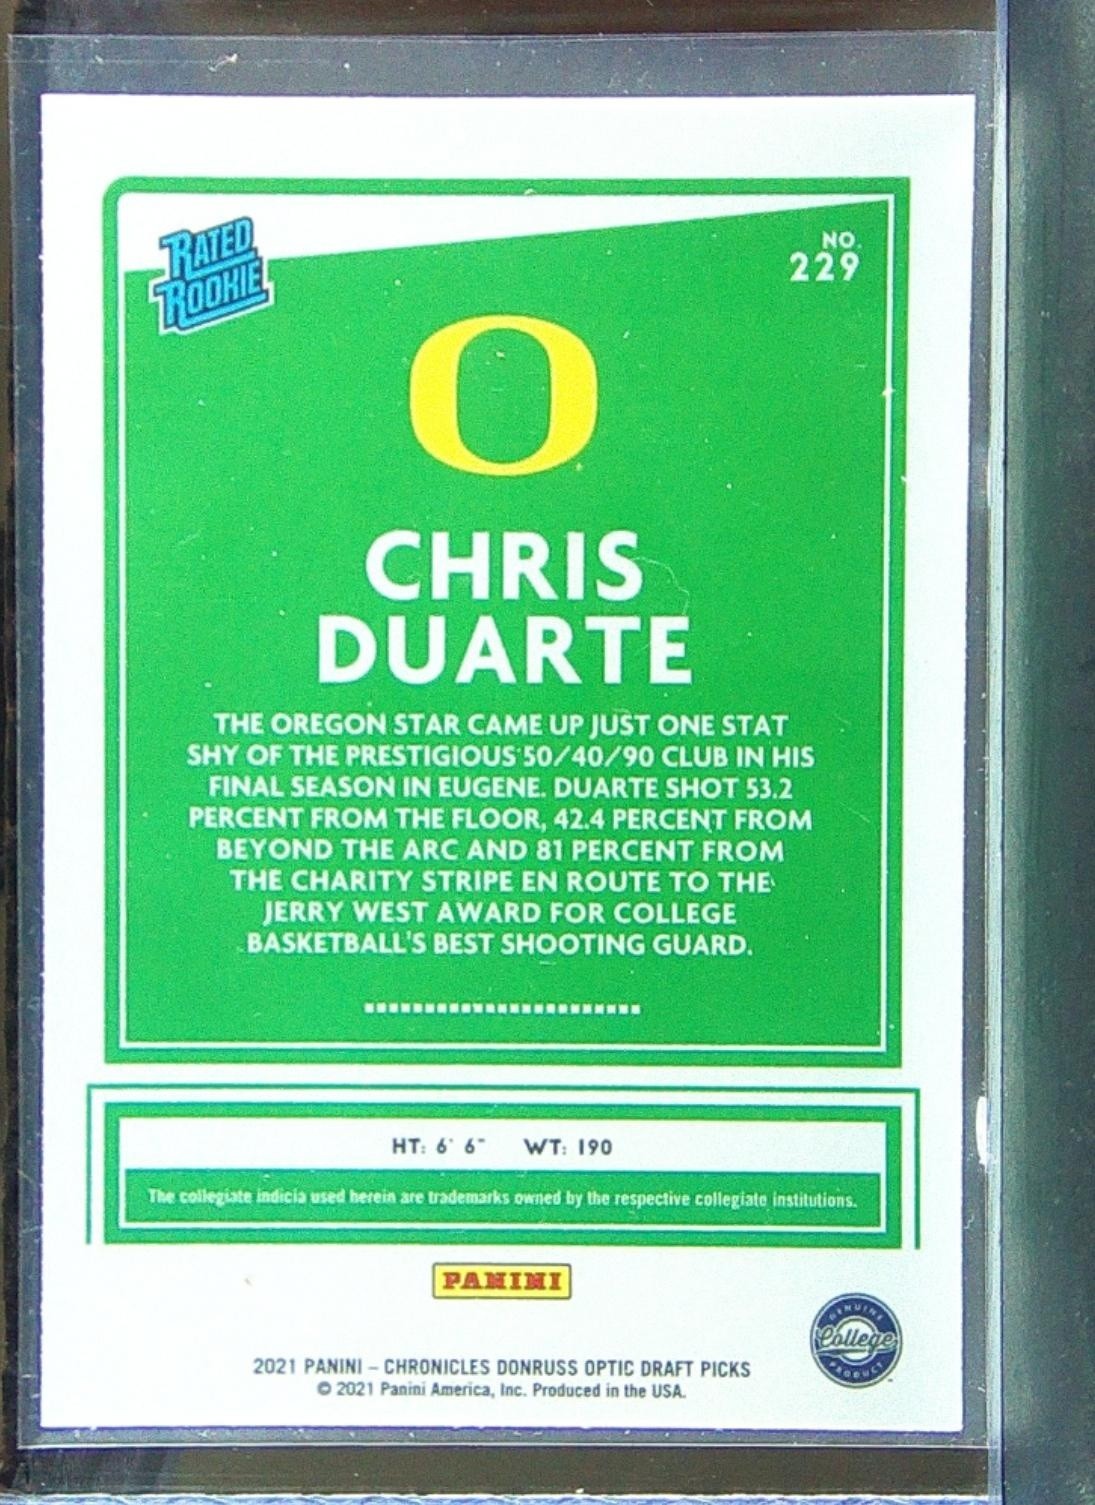 RATED
ROOKIE
NO.
229
O
CHRIS
DUARTE
THE OREGON STAR CAME UP JUST ONE STAT
SHY OF THE PRESTIGIOUS 50/40/90 CLUB IN HIS
FINAL SEASON IN EUGENE. DUARTE SHOT 53.2
PERCENT FROM THE FLOOR, 42.4 PERCENT FROM
BEYOND THE ARC AND 81 PERCENT FROM
THE CHARITY STRIPE EN ROUTE TO THE
JERRY WEST AWARD FOR COLLEGE
BASKETBALL'S BEST SHOOTING GUARD.
HT: 6' 6" WT: 190
The collegiate indicia used herein are trademarks owned by the respective collegiate institutions.
PANINI
GENUINE
College
PRODUCT
2021 PANINI – CHRONICLES DONRUSS OPTIC DRAFT PICKS
© 2021 Panini America, Inc. Produced in the USA.